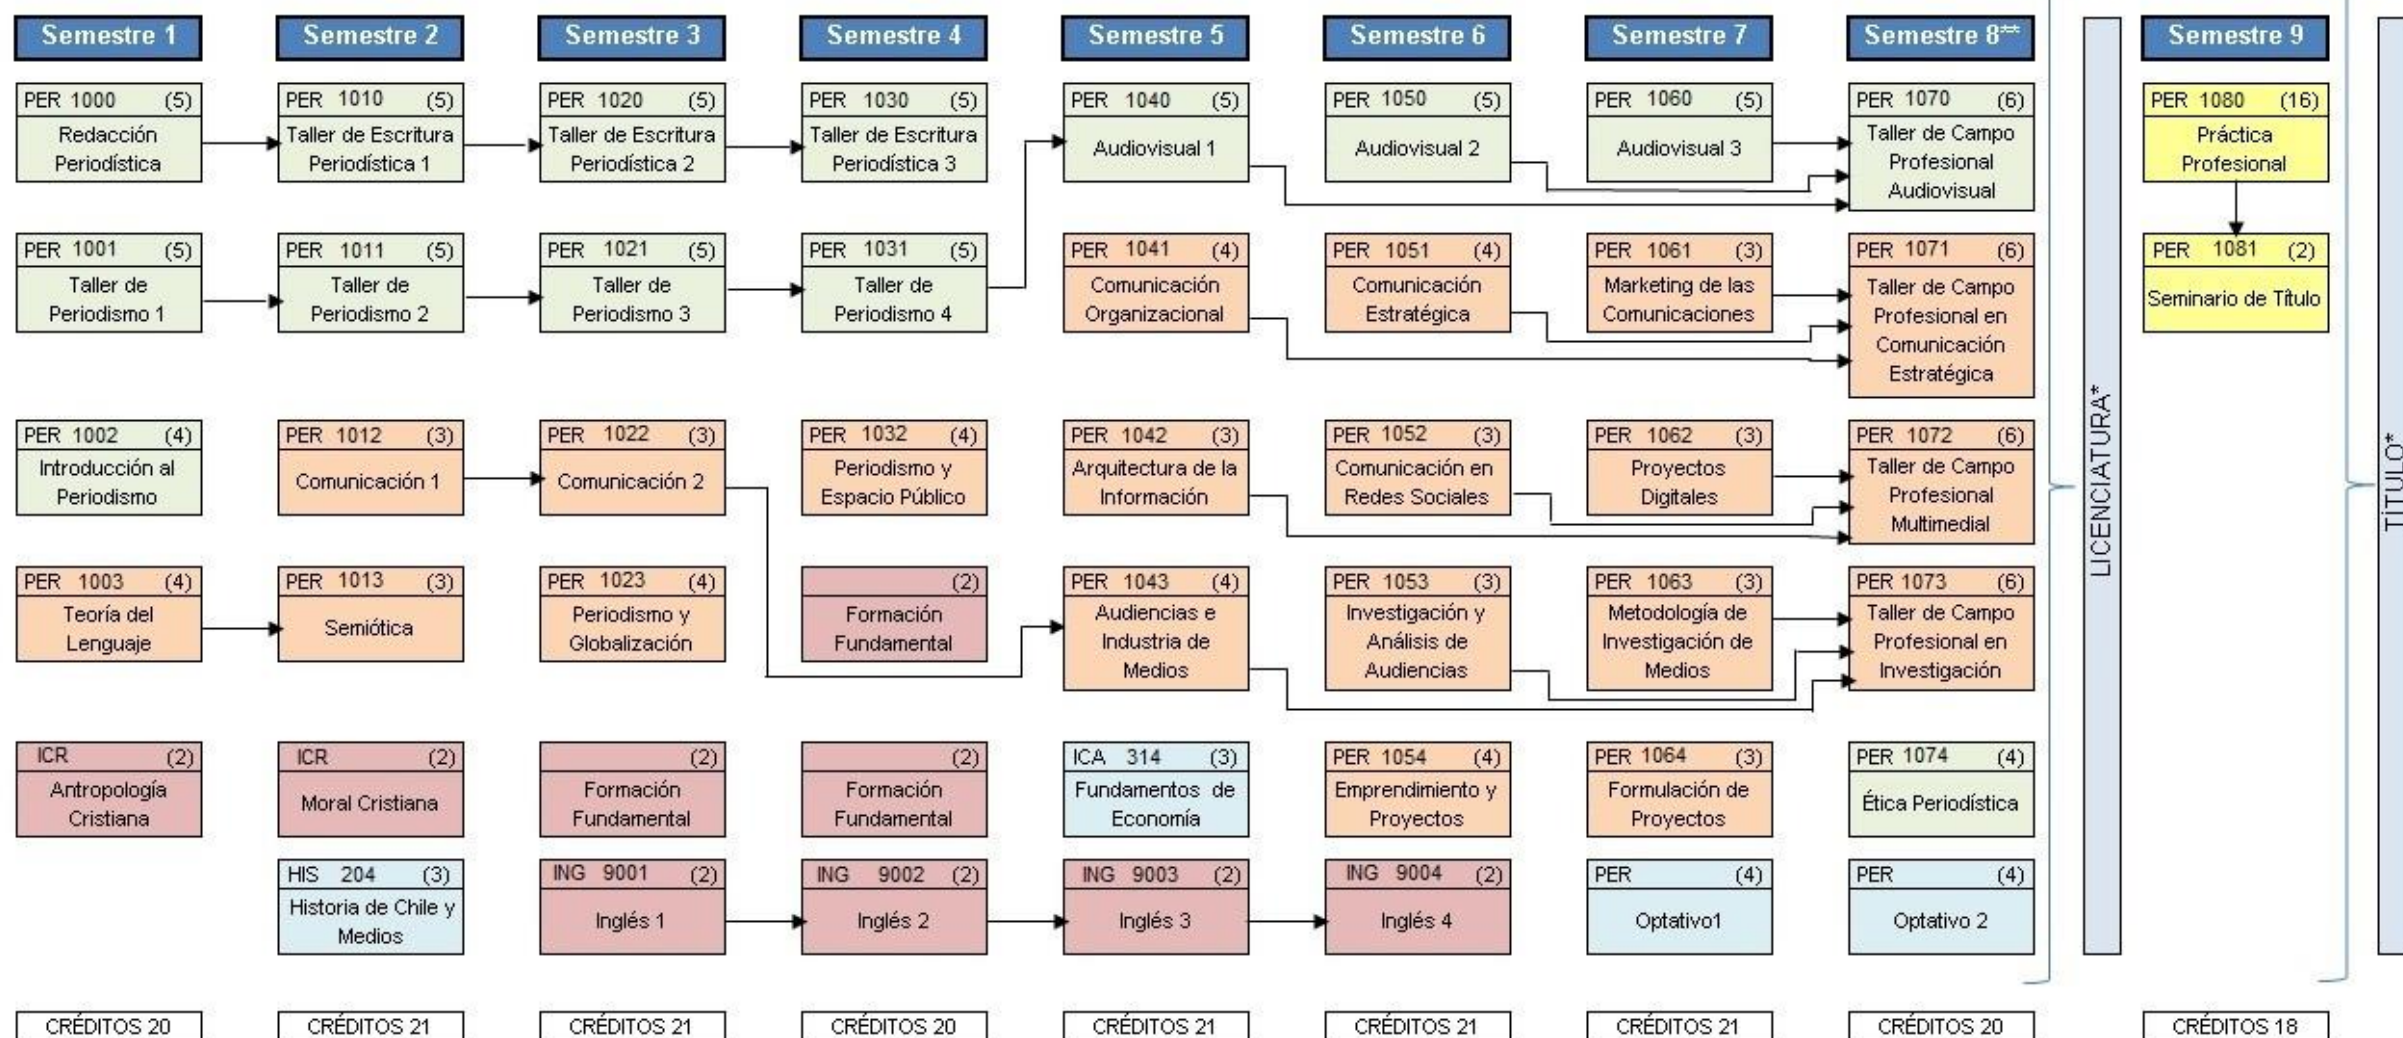 Semestre 1
Semestre 2
Semestre 3
Semestre 4
Semestre 5
Semestre 6
Semestre 7
Semestre 8**
Semestre 9
PER 1000 (5)
Redacción
Periodística
PER 1010 (5)
Taller de Escritura
Periodística 1
PER 1020 (5)
Taller de Escritura
Periodística 2
PER 1030 (5)
Taller de Escritura
Periodística 3
PER 1040 (5)
Audiovisual 1
PER 1050 (5)
Audiovisual 2
PER 1060 (5)
Audiovisual 3
PER 1070 (6)
Taller de Campo
Profesional
Audiovisual
PER 1080 (16)
Práctica
Profesional
PER 1001 (5)
Taller de
Periodismo 1
PER 1011 (5)
Taller de
Periodismo 2
PER 1021 (5)
Taller de
Periodismo 3
PER 1031 (5)
Taller de
Periodismo 4
PER 1041 (4)
Comunicación
Organizacional
PER 1051 (4)
Comunicación
Estratégica
PER 1061 (3)
Marketing de las
Comunicaciones
PER 1071 (6)
Taller de Campo
Profesional en
Comunicación
Estratégica
PER 1081 (2)
Seminario de Título
PER 1002 (4)
Introducción al
Periodismo
PER 1012 (3)
Comunicación 1
PER 1022 (3)
Comunicación 2
PER 1032 (4)
Periodismo y
Espacio Público
PER 1042 (3)
Arquitectura de la
Información
PER 1052 (3)
Comunicación en
Redes Sociales
PER 1062 (3)
Proyectos
Digitales
PER 1072 (6)
Taller de Campo
Profesional
Multimedial
PER 1003 (4)
Teoría del
Lenguaje
PER 1013 (3)
Semiótica
PER 1023 (4)
Periodismo y
Globalización
(2)
Formación
Fundamental
PER 1043 (4)
Audiencias e
Industria de
Medios
PER 1053 (3)
Investigación y
Análisis de
Audiencias
PER 1063 (3)
Metodología de
Investigación de
Medios
PER 1073 (6)
Taller de Campo
Profesional en
Investigación
ICR (2)
Antropología
Cristiana
ICR (2)
Moral Cristiana
(2)
Formación
Fundamental
(2)
Formación
Fundamental
ICA 314 (3)
Fundamentos de
Economía
PER 1054 (4)
Emprendimiento y
Proyectos
PER 1064 (3)
Formulación de
Proyectos
PER 1074 (4)
Ética Periodística
HIS 204 (3)
Historia de Chile y
Medios
ING 9001 (2)
Inglés 1
ING 9002 (2)
Inglés 2
ING 9003 (2)
Inglés 3
ING 9004 (2)
Inglés 4
PER (4)
Optativo1
PER (4)
Optativo 2
LICENCIATURA*
TÍTULO*
CRÉDITOS 20
CRÉDITOS 21
CRÉDITOS 21
CRÉDITOS 20
CRÉDITOS 21
CRÉDITOS 21
CRÉDITOS 21
CRÉDITOS 20
CRÉDITOS 18